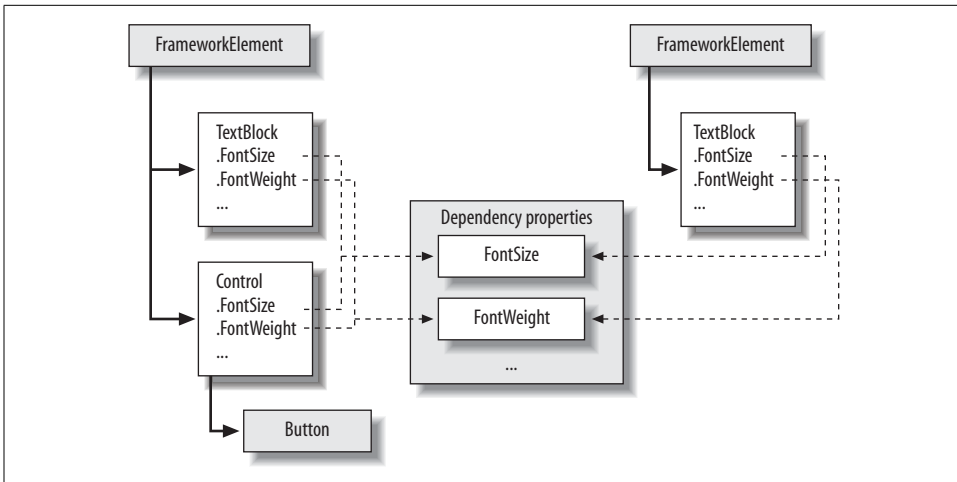 FrameworkElement
TextBlock
.FontSize
.FontWeight
...
Control
.FontSize
.FontWeight
...
Button
Dependency properties
FontSize
FontWeight
...
FrameworkElement
TextBlock
.FontSize
.FontWeight
...